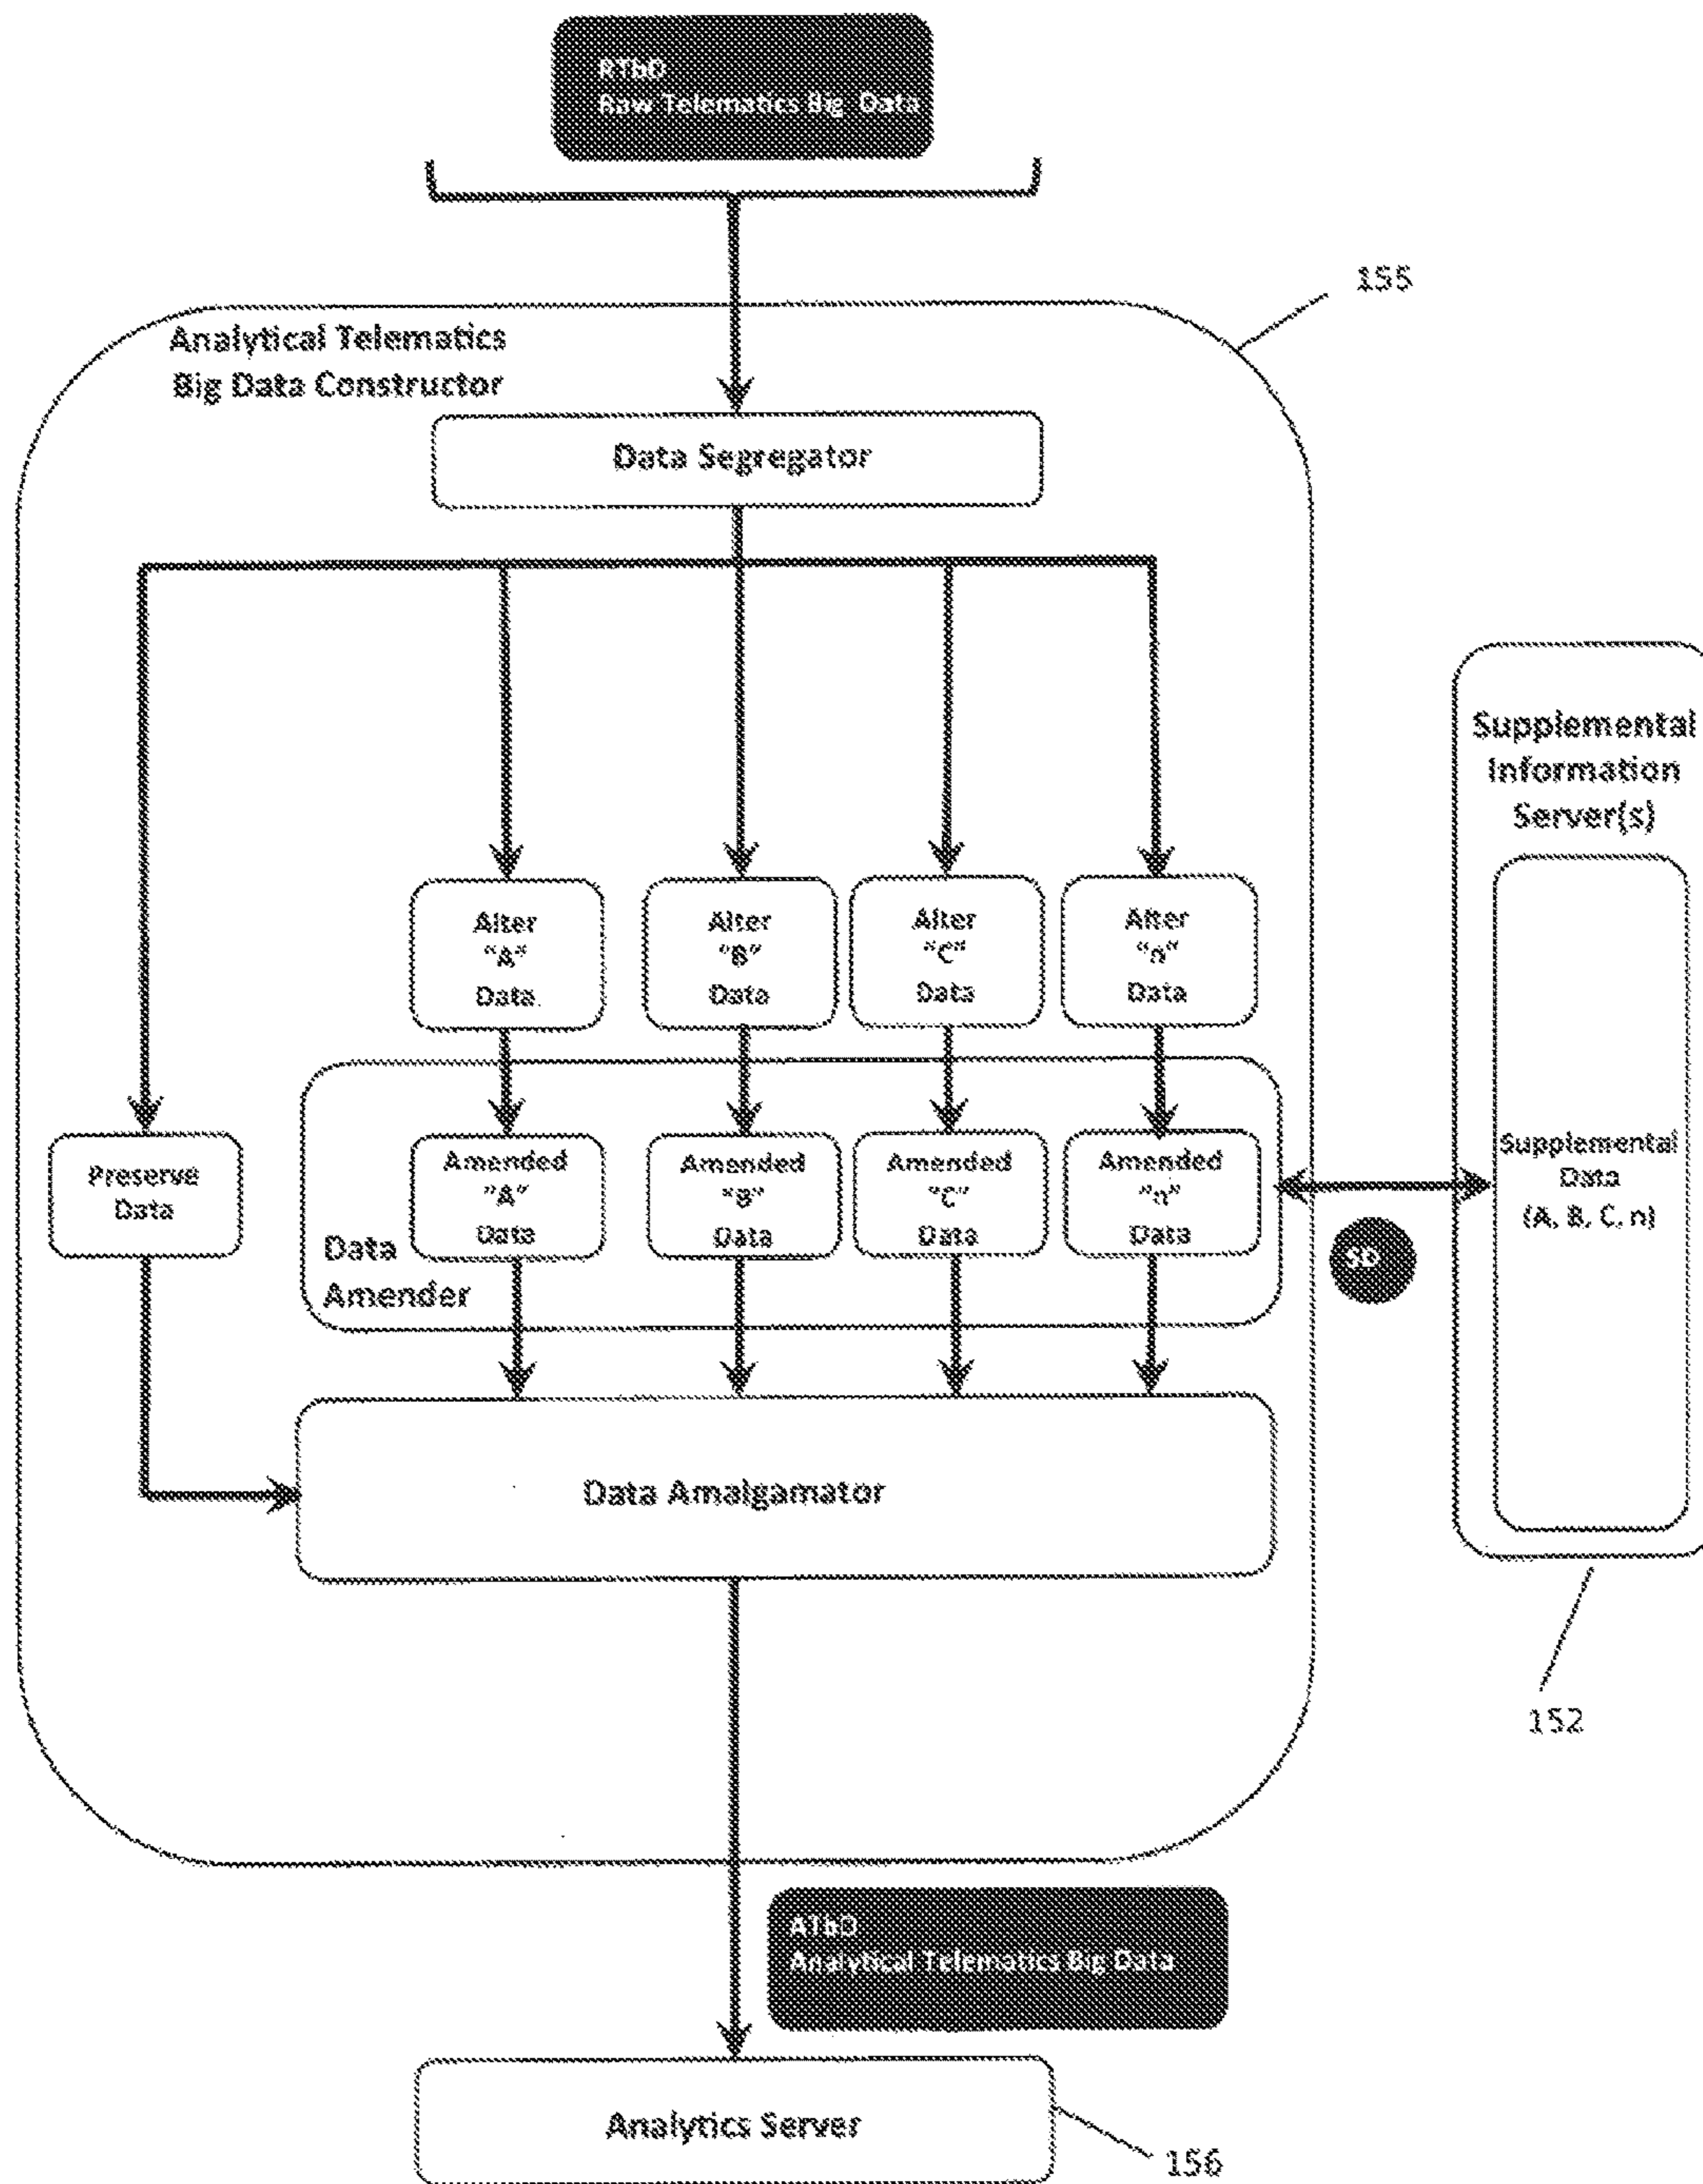 RTbD
Raw Telematics Big Data
155
Analytical Telematics
Big Data Constructor
Data Segregator
Supplemental
Information
Server(s)
Alter
"A"
Data
Alter
"B"
Data
Alter
"C"
Data
Alter
"n"
Data
Preserve
Data
Amended
"A"
Data
Amended
"B"
Data
Amended
"C"
Data
Amended
"n"
Data
Data
Amender
Supplemental
Data
(A, B, C, n)
SD
Data Amalgamator
152
ATbD
Analytical Telematics Big Data
Analytics Server
156